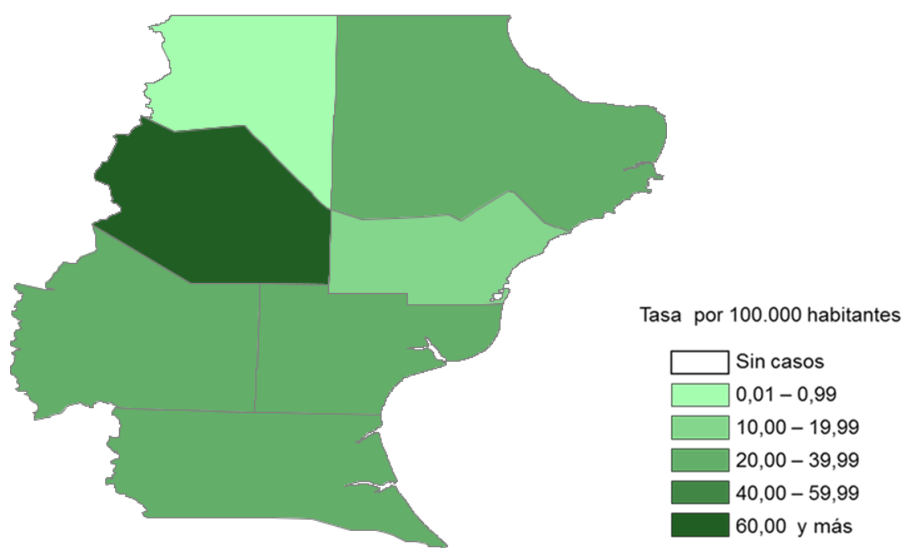 Tasa por 100.000 habitantes
Sin casos
0,01 – 0,99
10,00 – 19,99
20,00 – 39,99
40,00 – 59,99
60,00 y más